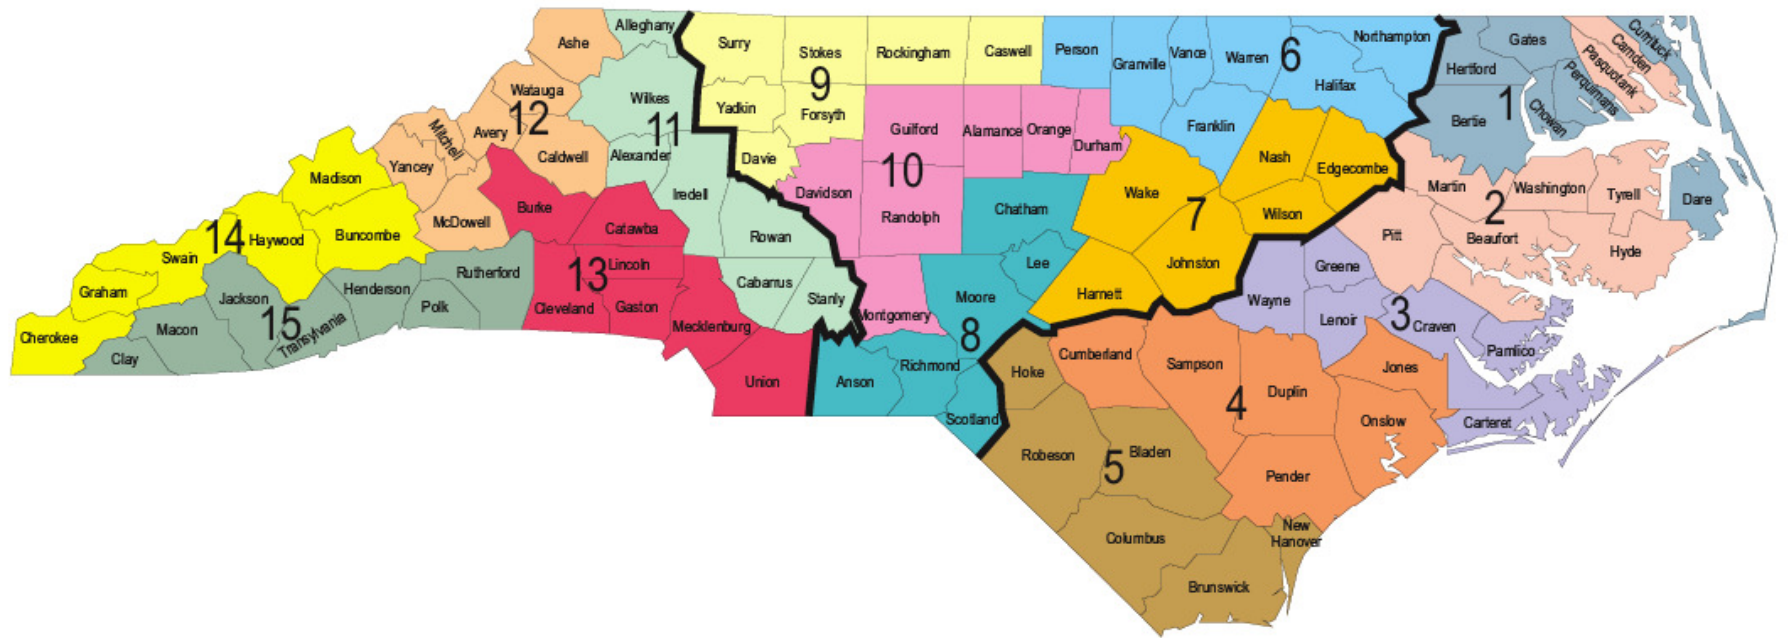 Alleghany
Ashe
Surry
Stokes
Rockingham
Caswell
Person
Granville
Vance
Warren
6
Northampton
Halifax
Gates
Hertford
Currituck
Camden
Pasquotank
Perquimans
Chowan
1
Bertie
Watauga
12
Wilkes
11
Yadkin
9
Forsyth
Guilford
Alamance
Orange
Durham
Franklin
Nash
Edgecombe
Mitchell
Avery
Caldwell
Alexander
Davie
Yancey
Madison
Burke
Iredell
Davidson
10
Randolph
Chatham
Wake
7
Wilson
Martin
Washington
Tyrell
Dare
2
McDowell
Catawba
Rowan
Buncombe
Haywood
14
Swain
Pitt
Beaufort
Hyde
Graham
Jackson
Henderson
Rutherford
Polk
13
Lincoln
Cleveland
Gaston
Cabarrus
Stanly
Lee
Moore
Johnston
Harnett
Greene
Wayne
Lenoir
3
Craven
Pamlico
Cherokee
Macon
15
Transylvania
Clay
Mecklenburg
Montgomery
8
Union
Anson
Richmond
Scotland
Hoke
Cumberland
Sampson
4
Duplin
Jones
Onslow
Carteret
Robeson
5
Bladen
Pender
Columbus
New
Hanover
Brunswick